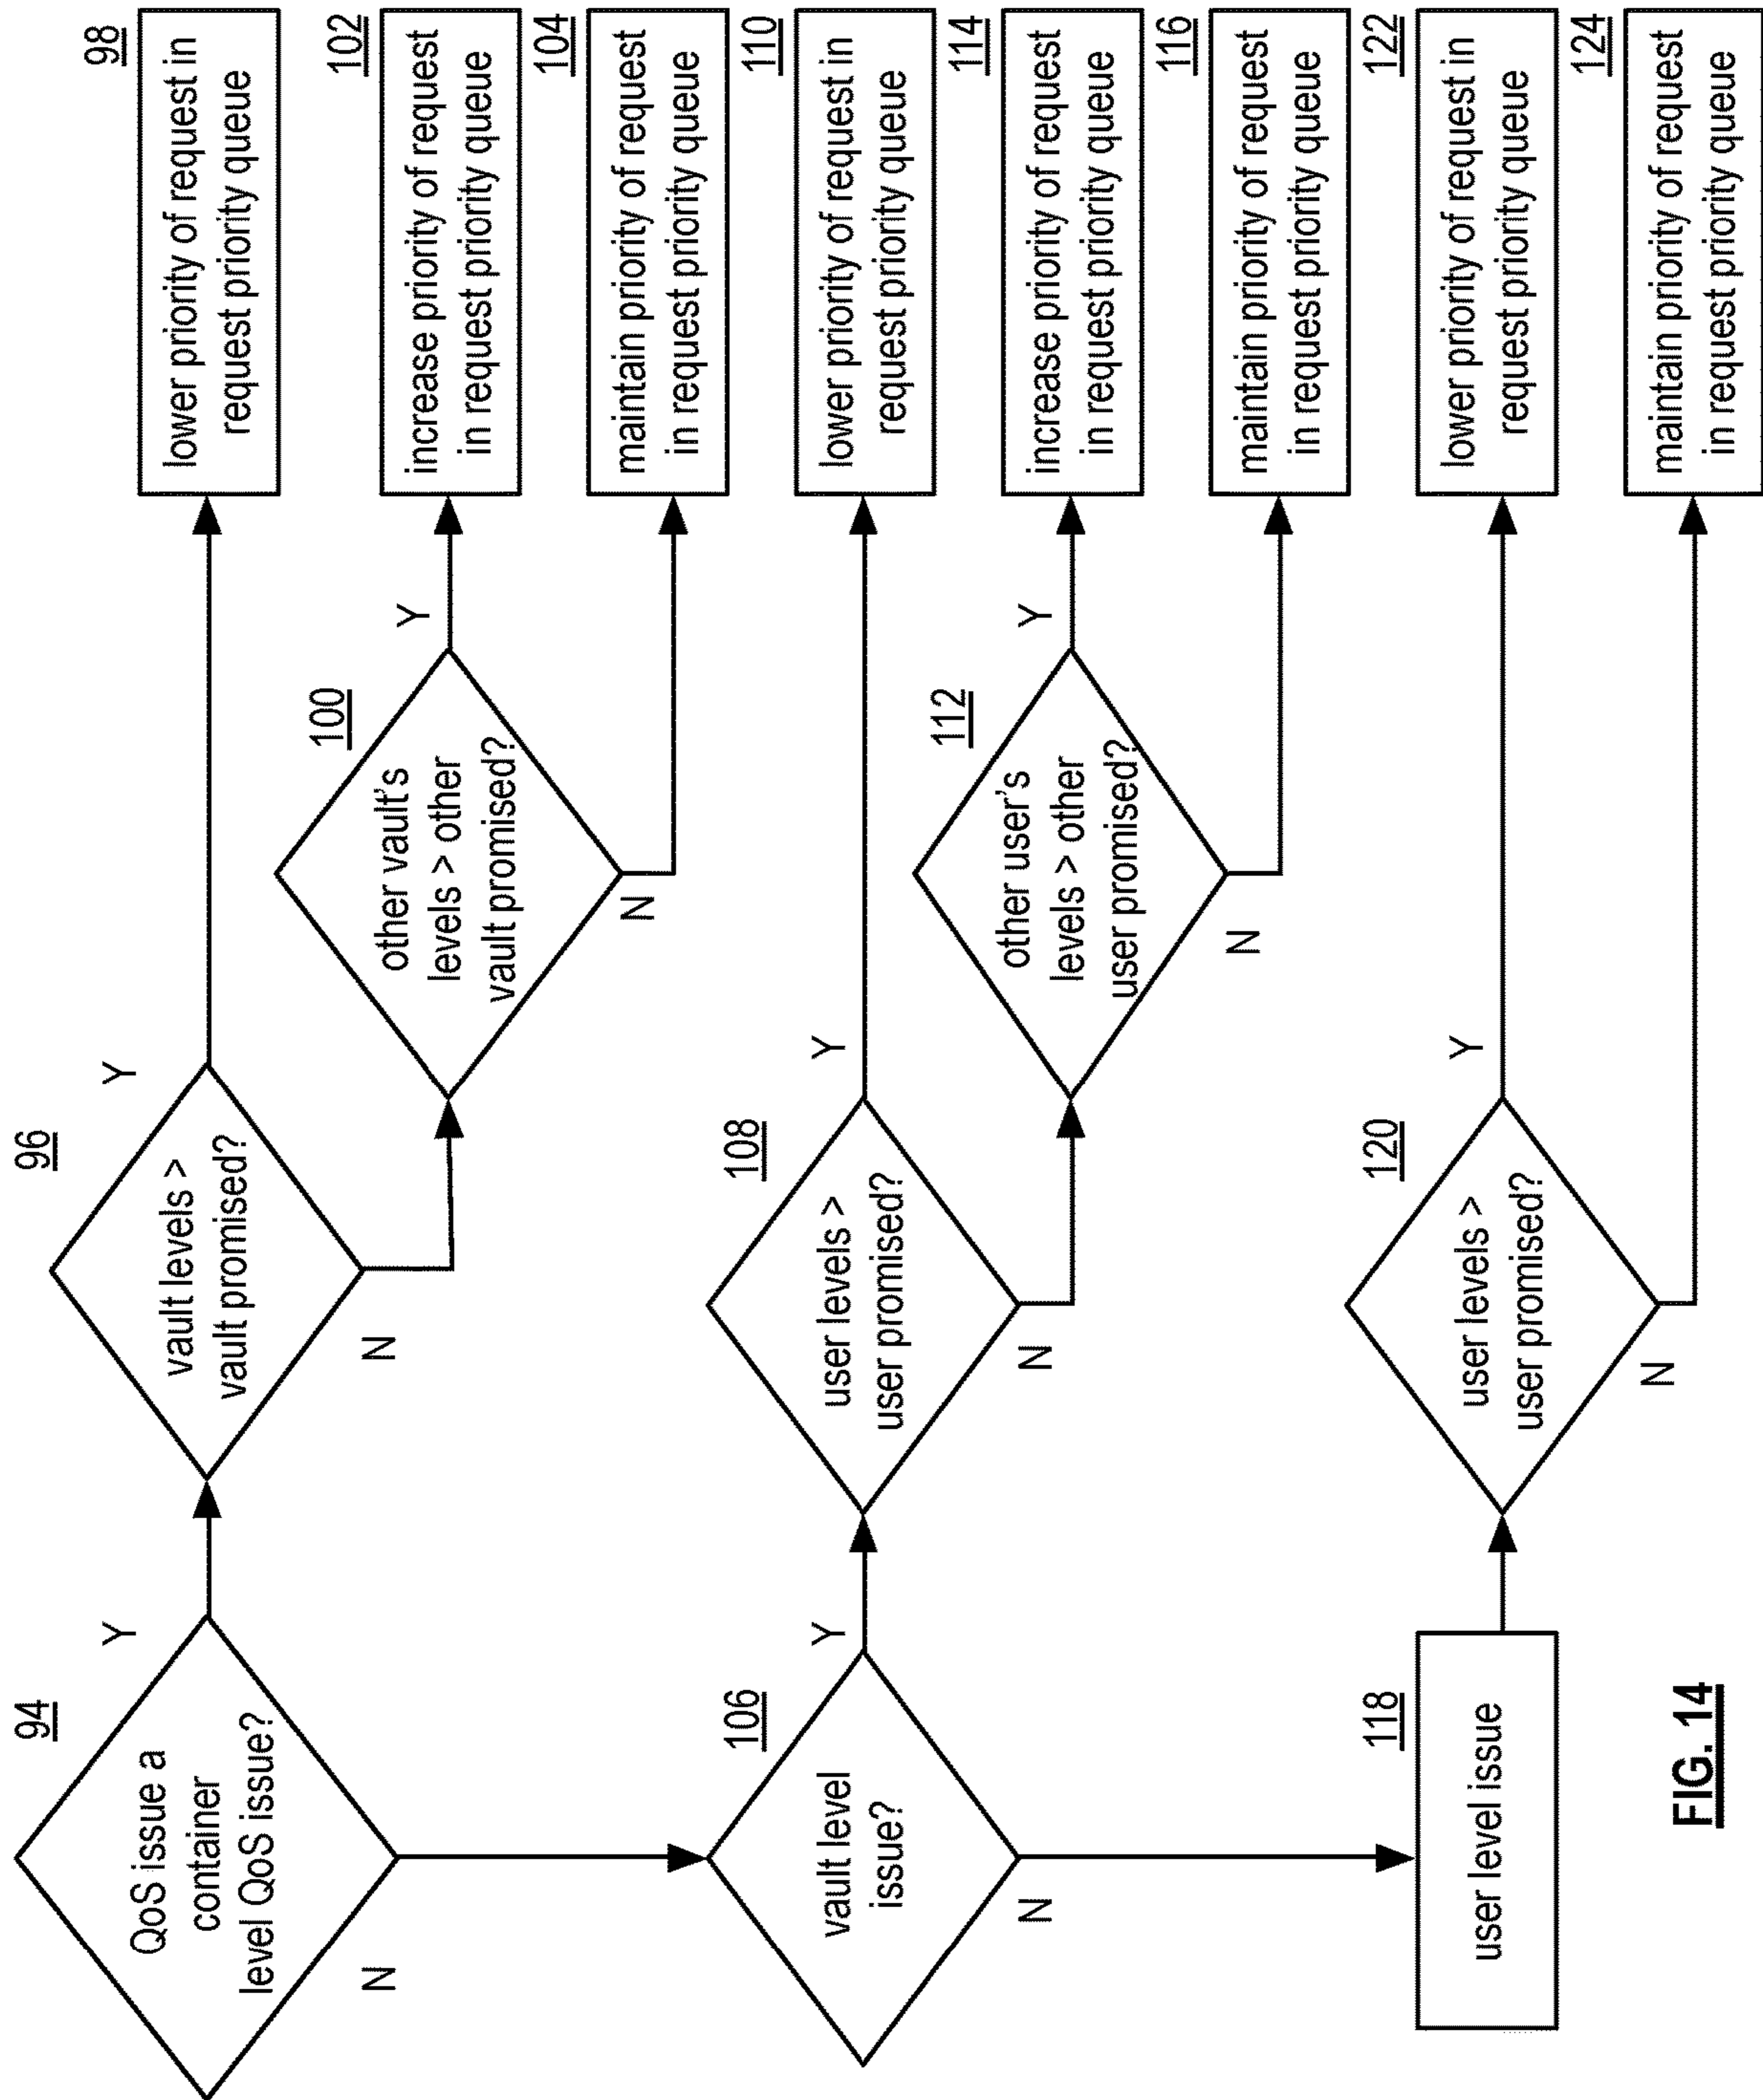 94
QoS issue a
container
level QoS issue?
Y
N
96
vault levels >
vault promised?
Y
N
98
lower priority of request in
request priority queue
100
other vault's
levels > other
vault promised?
Y
N
102
increase priority of request
in request priority queue
104
maintain priority of request
in request priority queue
106
vault level
issue?
Y
N
108
user levels >
user promised?
Y
N
110
lower priority of request in
request priority queue
112
other user's
levels > other
user promised?
Y
N
114
increase priority of request
in request priority queue
116
maintain priority of request
in request priority queue
118
user level issue
120
user levels >
user promised?
Y
N
122
lower priority of request in
request priority queue
124
maintain priority of request
in request priority queue
FIG. 14